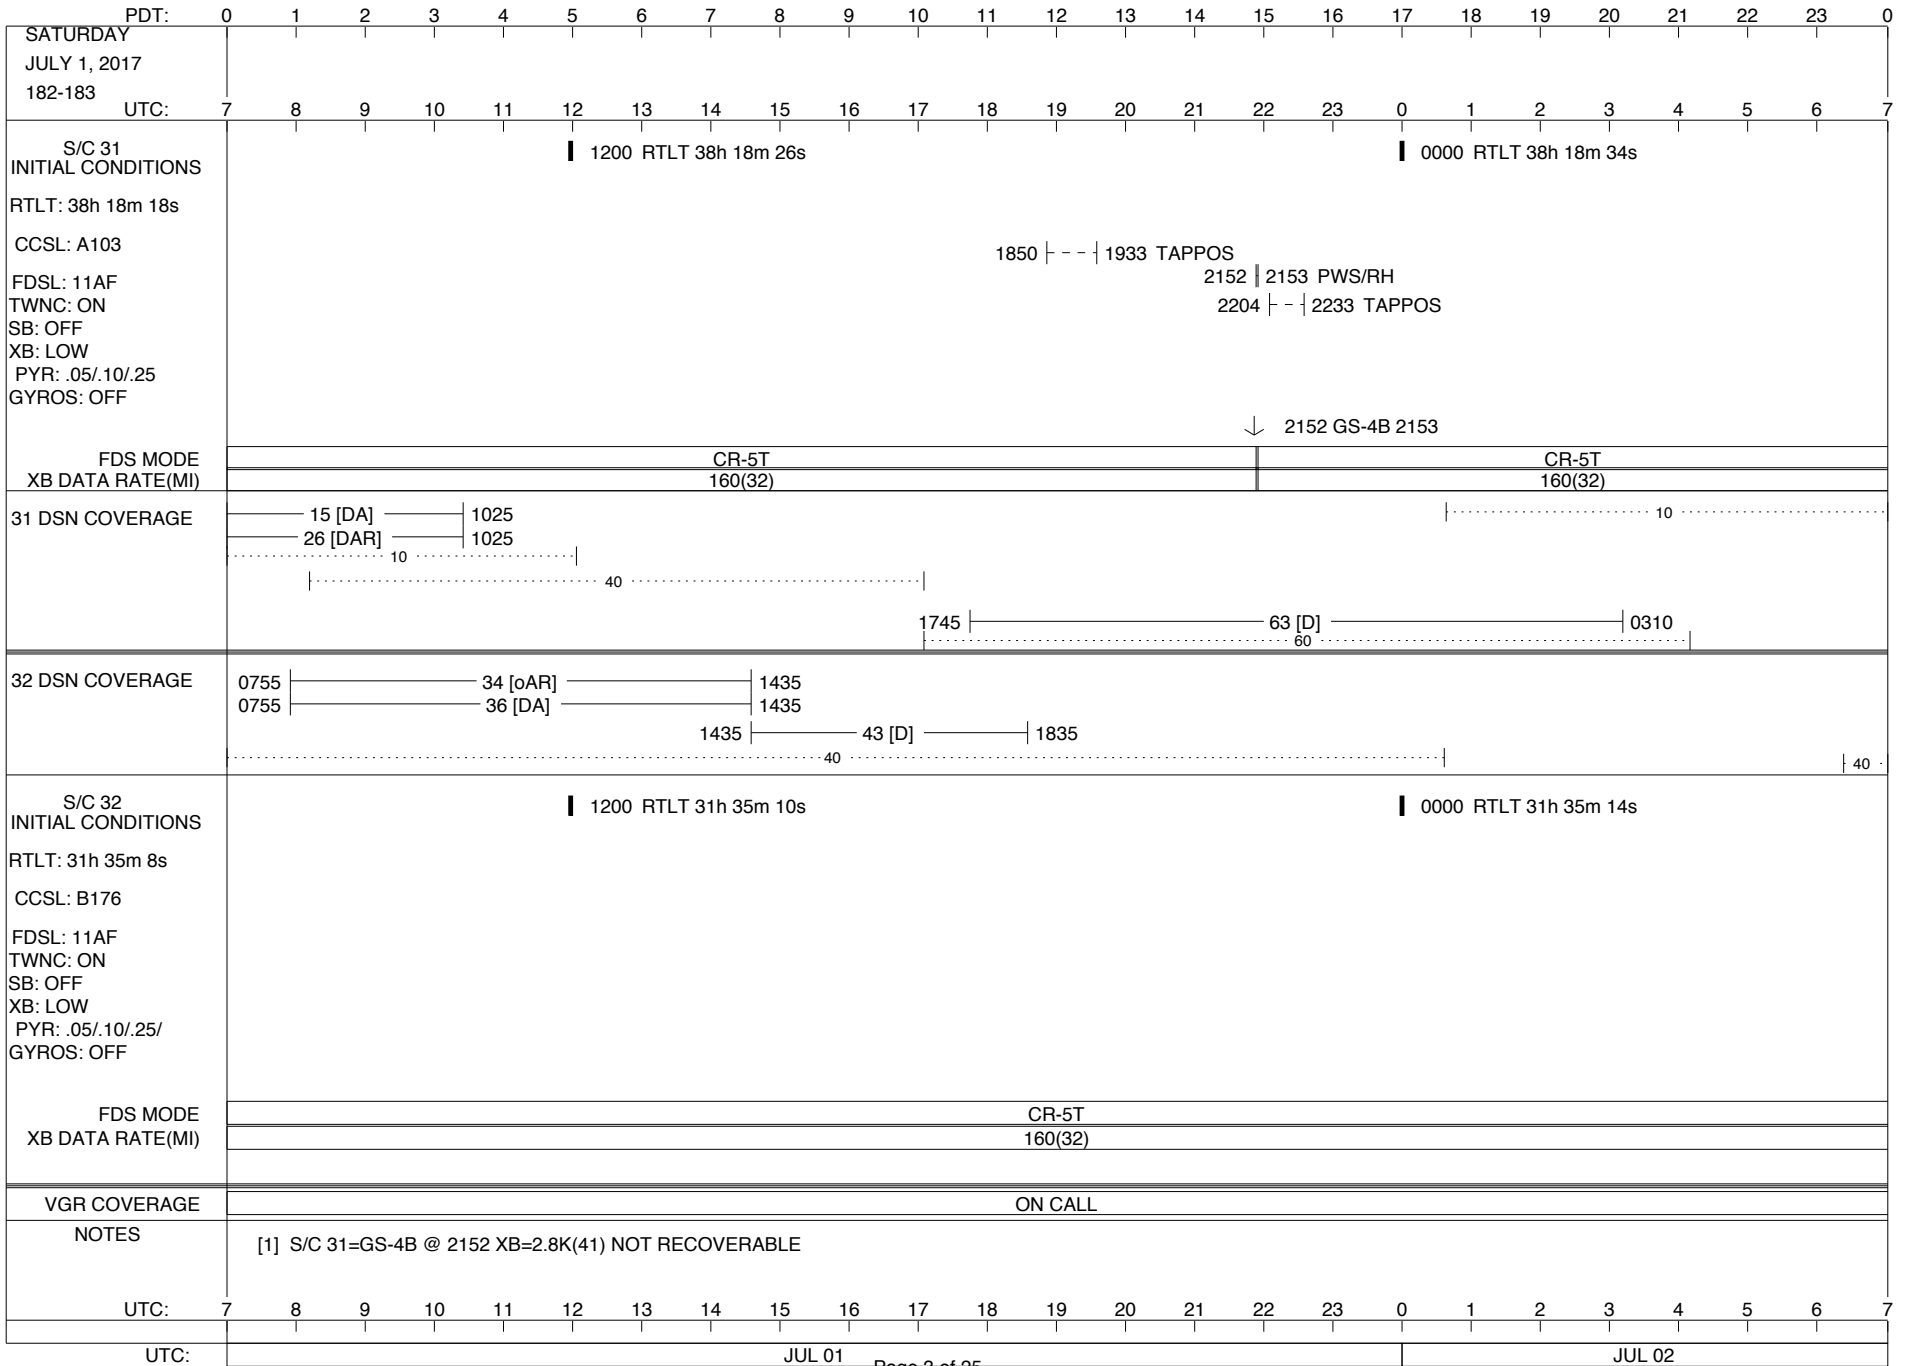 PDT: 0 1 2 3 4 5 6 7 8 9 10 11 12 13 14 15 16 17 18 19 20 21 22 23 0
SATURDAY
JULY 1, 2017
182-183
UTC: 7 8 9 10 11 12 13 14 15 16 17 18 19 20 21 22 23 0 1 2 3 4 5 6 7
S/C 31
INITIAL CONDITIONS
1200 RTLT 38h 18m 26s
0000 RTLT 38h 18m 34s
RTLT: 38h 18m 18s
CCSL: A103
1850 1933 TAPPOS
FDSL: 11AF
2152 2153 PWS/RH
TWNC: ON
2204 2233 TAPPOS
SB: OFF
XB: LOW
PYR: .05/.10/.25
GYROS: OFF
2152 GS-4B 2153
FDS MODE CR-5T CR-5T
XB DATA RATE(MI) 160(32) 160(32)
31 DSN COVERAGE
15 [DA] 1025
10
26 [DAR] 1025
10
40
1745 63 [D] 0310
60
32 DSN COVERAGE
0755 34 [oAR] 1435
0755 36 [DA] 1435
1435 43 [D] 1835
40
40
S/C 32
INITIAL CONDITIONS
1200 RTLT 31h 35m 10s
0000 RTLT 31h 35m 14s
RTLT: 31h 35m 8s
CCSL: B176
FDSL: 11AF
TWNC: ON
SB: OFF
XB: LOW
PYR: .05/.10/.25/
GYROS: OFF
FDS MODE CR-5T
XB DATA RATE(MI) 160(32)
VGR COVERAGE ON CALL
NOTES
[1] S/C 31=GS-4B @ 2152 XB=2.8K(41) NOT RECOVERABLE
UTC: 7 8 9 10 11 12 13 14 15 16 17 18 19 20 21 22 23 0 1 2 3 4 5 6 7
UTC: JUL 01 JUL 02
of 25